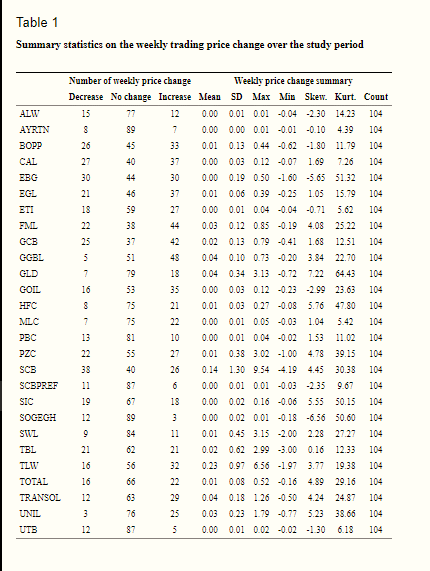 Table 1
Summary statistics on the weekly trading price change over the study period
Number of weekly price change Weekly price change summary
Decrease No change Increase Mean SD Max Min Skew. Kurt. Count
ALW 15 77 12 0.00 0.01 0.01 -0.04 -2.30 14.23 104
AYRTN 8 89 7 0.00 0.00 0.01 -0.01 -0.10 4.39 104
BOPP 26 45 33 0.01 0.13 0.44 -0.62 -1.80 11.79 104
CAL 27 40 37 0.00 0.03 0.12 -0.07 1.69 7.26 104
EBG 30 44 30 0.00 0.19 0.50 -1.60 -5.65 51.32 104
EGL 21 46 37 0.01 0.06 0.39 -0.25 1.05 15.79 104
ETI 18 59 27 0.00 0.01 0.04 -0.04 -0.71 5.62 104
FML 22 38 44 0.03 0.12 0.85 -0.19 4.08 25.22 104
GCB 25 37 42 0.02 0.13 0.79 -0.41 1.68 12.51 104
GGBL 5 51 48 0.04 0.10 0.73 -0.20 3.84 22.70 104
GLD 7 79 18 0.04 0.34 3.13 -0.72 7.22 64.43 104
GOIL 16 53 35 0.00 0.03 0.12 -0.23 -2.99 23.63 104
HFC 8 75 21 0.01 0.03 0.27 -0.08 5.76 47.80 104
MLC 7 75 22 0.00 0.01 0.05 -0.03 1.04 5.42 104
PBC 13 81 10 0.00 0.01 0.04 -0.02 1.53 11.02 104
PZC 22 55 27 0.01 0.38 3.02 -1.00 4.78 39.15 104
SCB 38 40 26 0.14 1.30 9.54 -4.19 4.45 30.38 104
SCBPREF 11 87 6 0.00 0.01 0.01 -0.03 -2.35 9.67 104
SIC 19 67 18 0.00 0.02 0.16 -0.06 5.55 50.15 104
SOGEGH 12 89 3 0.00 0.02 0.01 -0.18 -6.56 50.60 104
SWL 9 84 11 0.01 0.45 3.15 -2.00 2.28 27.27 104
TBL 21 62 21 0.02 0.62 2.99 -3.00 0.16 12.33 104
TLW 16 56 32 0.23 0.97 6.56 -1.97 3.77 19.38 104
TOTAL 16 66 22 0.01 0.08 0.52 -0.16 4.89 29.16 104
TRANSOL 12 63 29 0.04 0.18 1.26 -0.50 4.24 24.87 104
UNIL 3 76 25 0.03 0.23 1.79 -0.77 5.23 38.66 104
UTB 12 87 5 0.00 0.01 0.02 -0.02 -1.30 6.18 104